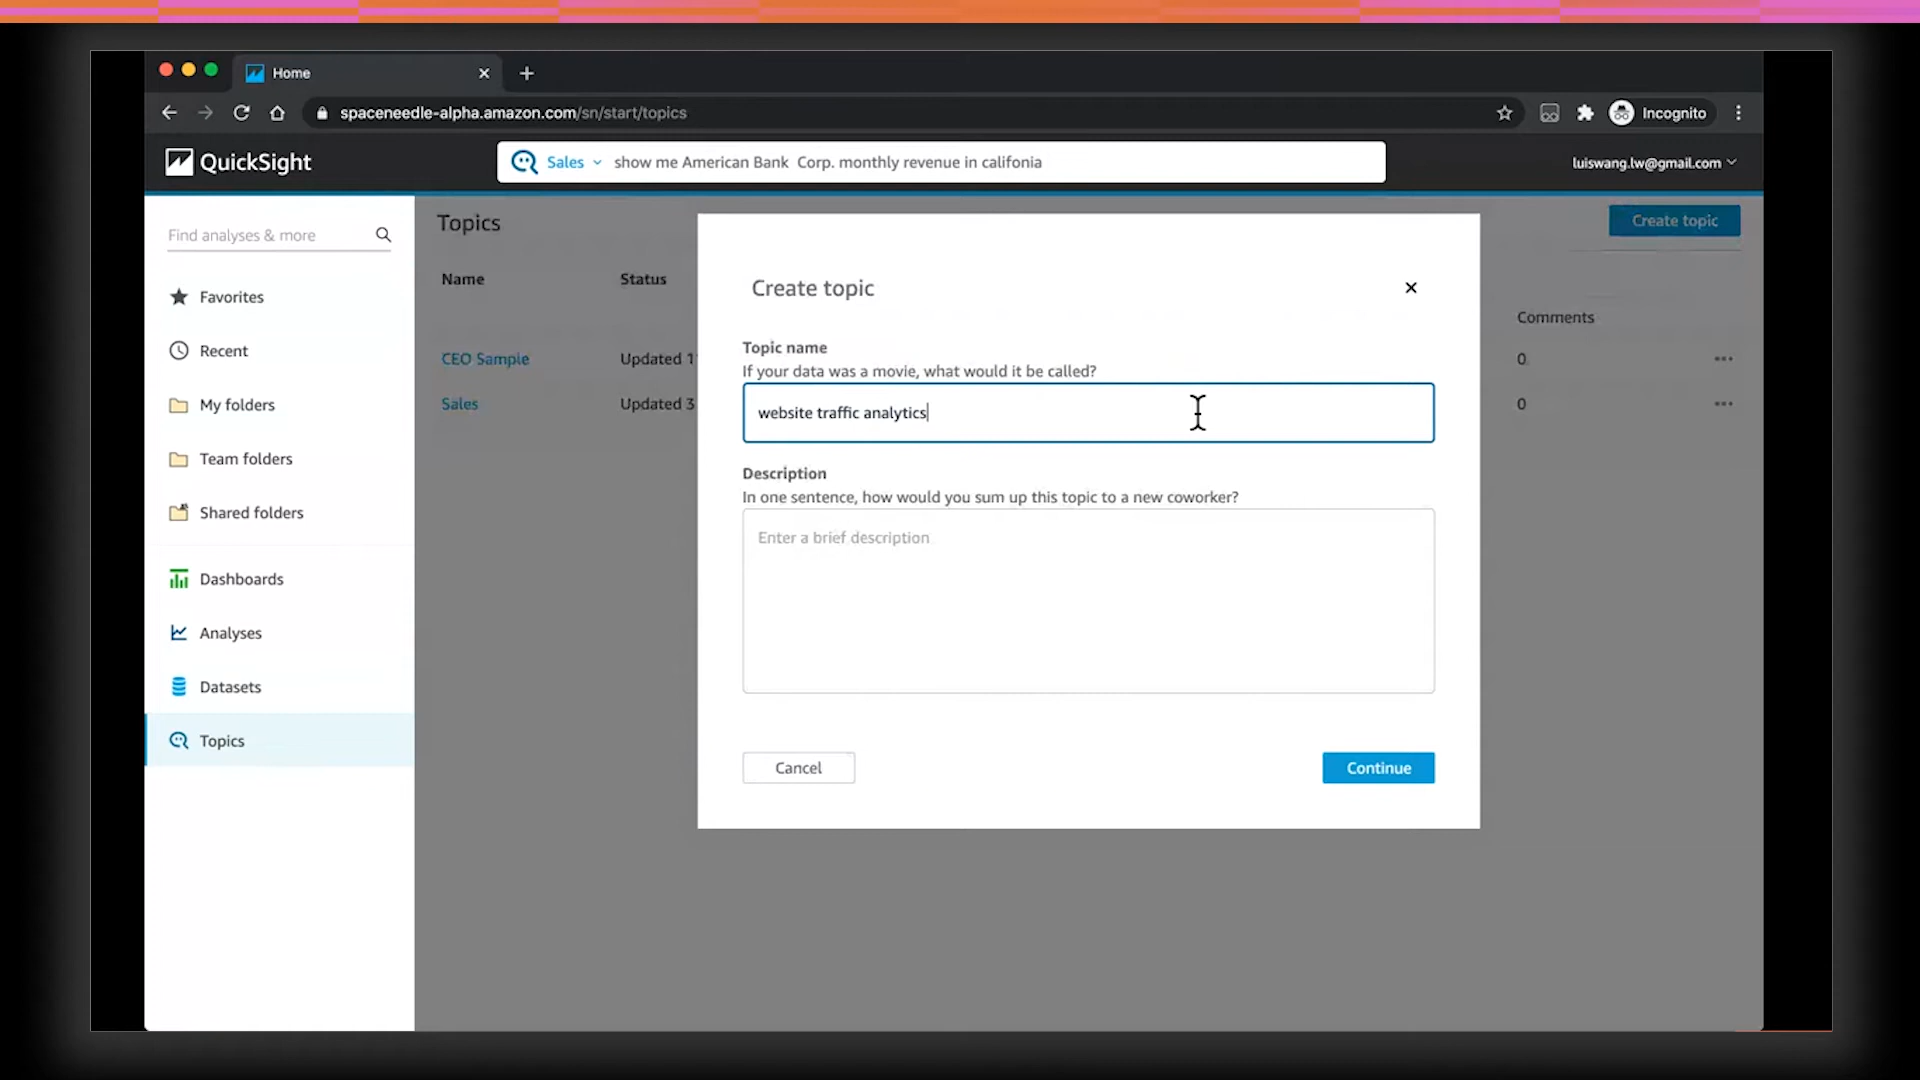 Home
spaceneedle-alpha.amazon.com/sn/start/topics
Incognito
QuickSight
Sales
show me American Bank Corp. monthly revenue in califonia
luiswang.lw@gmail.com
Find analyses & more
Favorites
Recent
My folders
Team folders
Shared folders
Dashboards
Analyses
Datasets
Topics
Topics
Create topic
Name
Status
Comments
CEO Sample
Updated 1
0
Sales
Updated 3
0
Create topic
Topic name
If your data was a movie, what would it be called?
website traffic analytics
Description
In one sentence, how would you sum up this topic to a new coworker?
Enter a brief description
Cancel
Continue